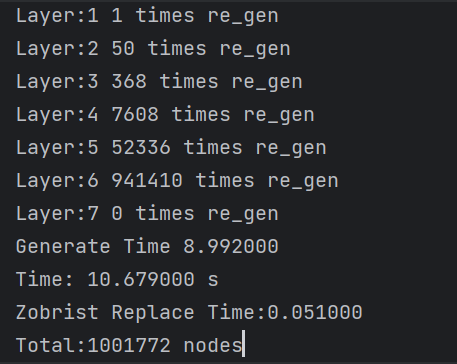 Layer:1 1 times re_gen
Layer:2 50 times re_gen
Layer:3 368 times re_gen
Layer:4 7608 times re_gen
Layer:5 52336 times re_gen
Layer:6 941410 times re_gen
Layer:7 0 times re_gen
Generate Time 8.992000
Time: 10.679000 s
Zobrist Replace Time:0.051000
Total:1001772 nodes